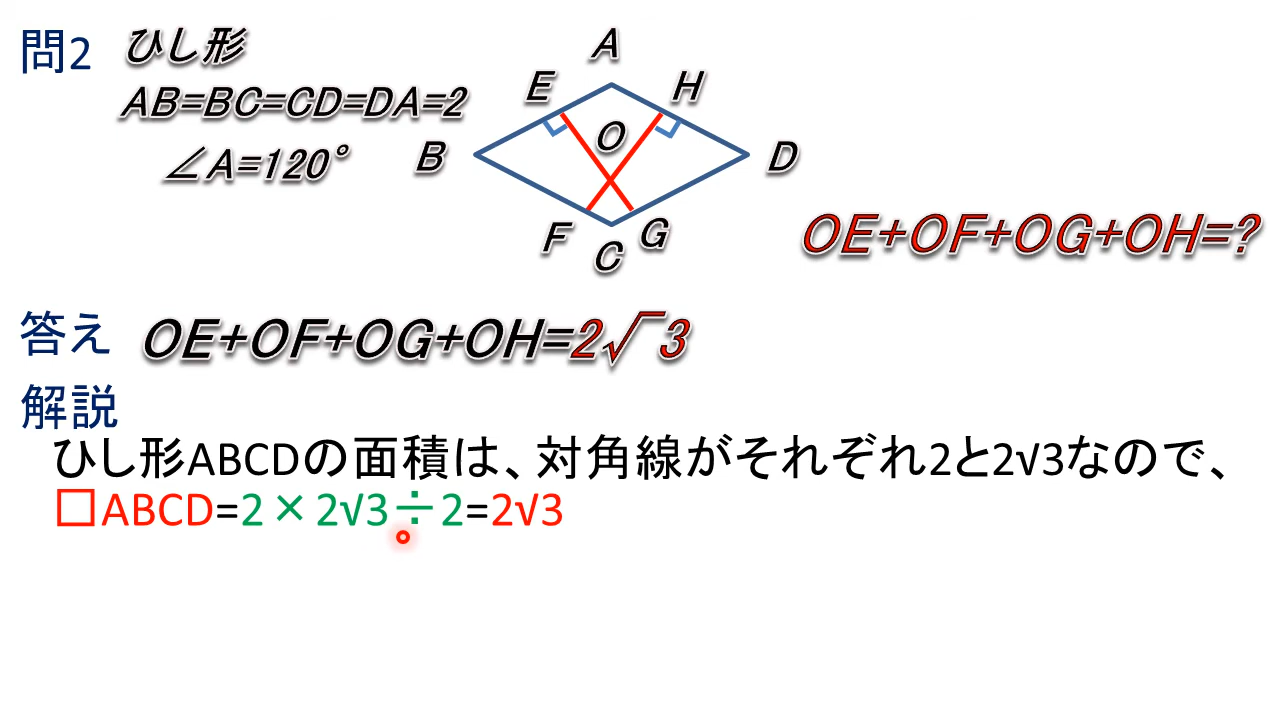 問2 ひし形
AB=BC=CD=DA=2
∠A=120°
A
E
H
O
B
D
F
G
C
OE+OF+OG+OH=?
答え OE+OF+OG+OH=2√3
解説
ひし形ABCDの面積は、対角線がそれぞれ2と2√3なので、
□ABCD=2×2√3÷2=2√3